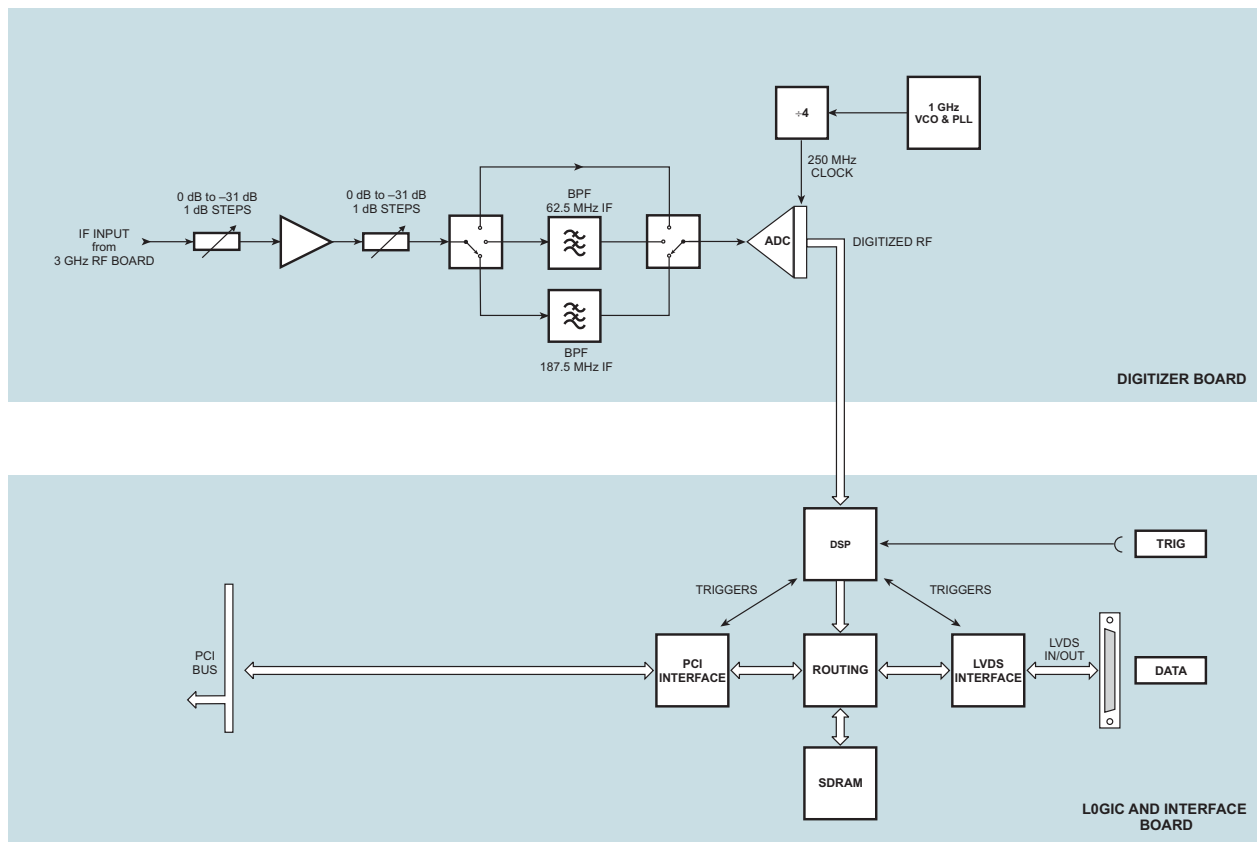 1 GHz
VCO & PLL
÷4
250 MHz
CLOCK
0 dB to –31 dB
1 dB STEPS
0 dB to –31 dB
1 dB STEPS
BPF
62.5 MHz IF
IF INPUT
from
3 GHz RF BOARD
ADC
DIGITIZED RF
BPF
187.5 MHz IF
DIGITIZER BOARD
DSP
TRIG
TRIGGERS
TRIGGERS
PCI
BUS
PCI
INTERFACE
ROUTING
LVDS
INTERFACE
LVDS
IN/OUT
DATA
SDRAM
L0GIC AND INTERFACE
BOARD